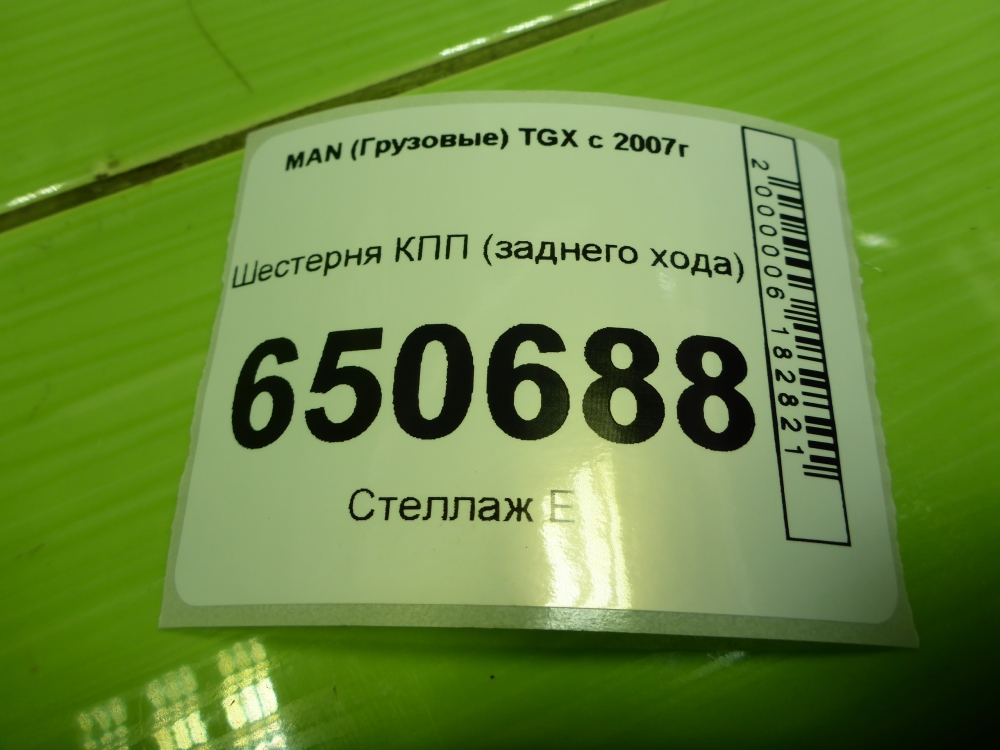 MAN (Грузовые) TGX с 2007г
Шестерня КПП (заднего хода)
650688
Стеллаж Е
2000006182821